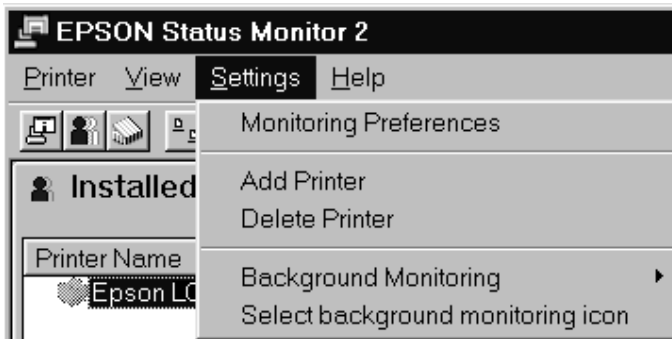 EPSON Status Monitor 2
Printer View Settings Help
Monitoring Preferences
Installed
Add Printer
Delete Printer
Printer Name
Epson LQ
Background Monitoring
Select background monitoring icon